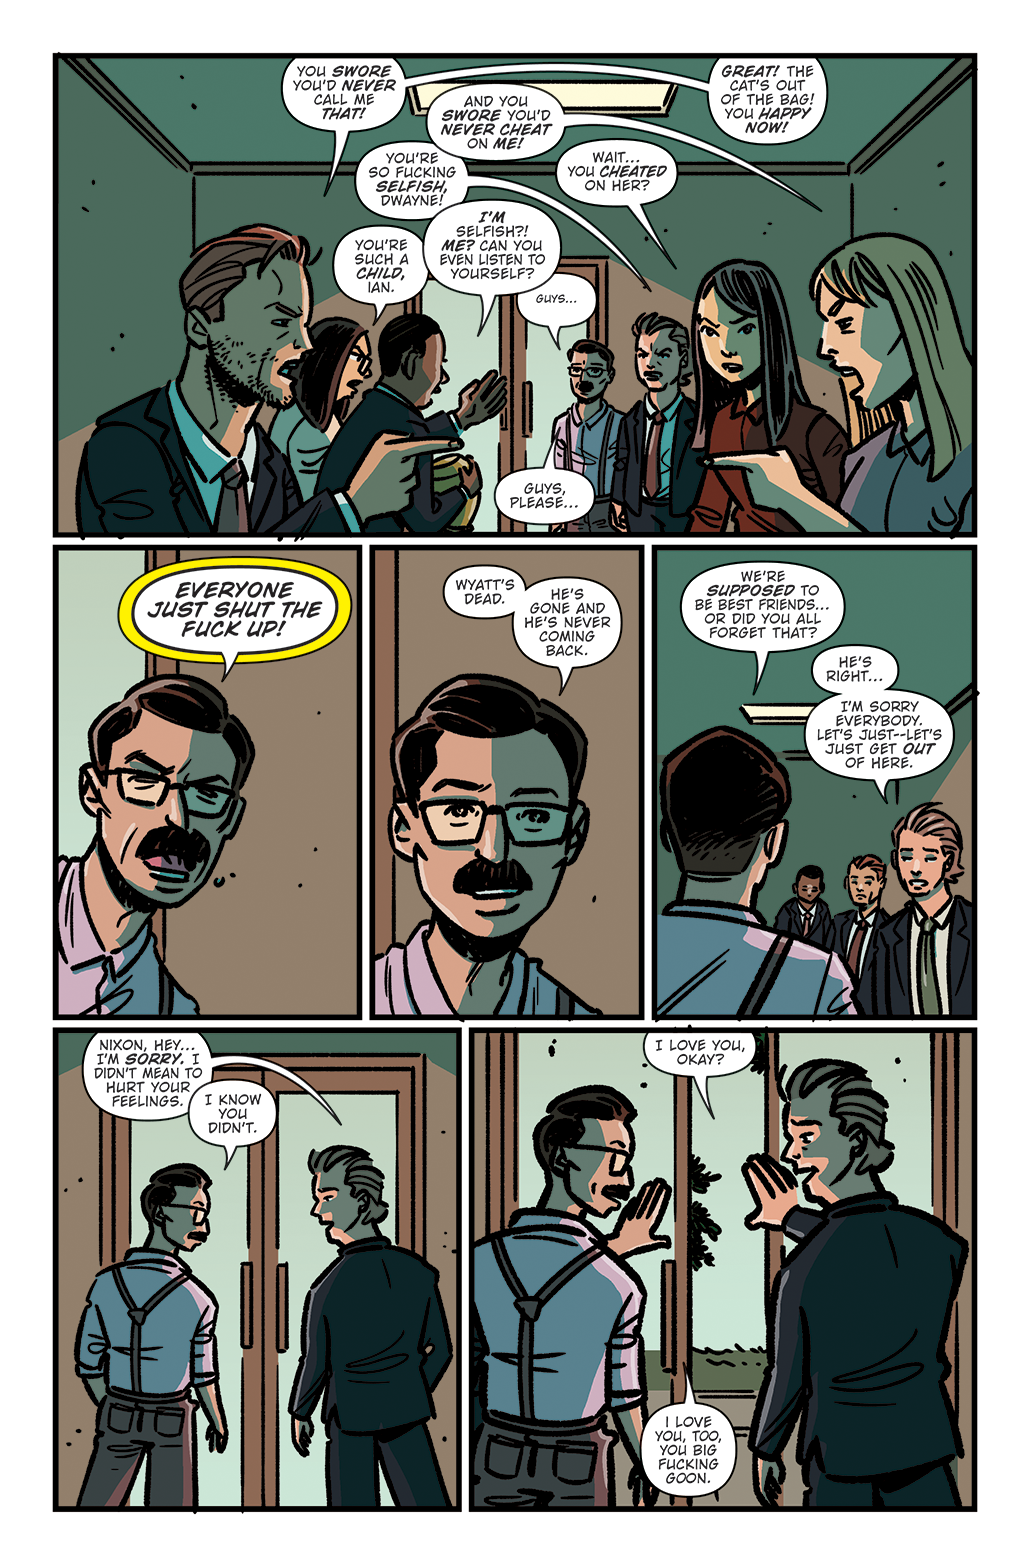 YOU SWORE
YOU'D NEVER
CALL ME
THAT!
AND YOU
SWORE YOU'D
NEVER CHEAT
ON ME!
GREAT! THE
CAT'S OUT
OF THE BAG!
YOU HAPPY
NOW!
YOU'RE
SO FUCKING
SELFISH,
DWAYNE!
WAIT...
YOU CHEATED
ON HER?
YOU'RE
SUCH A
CHILD,
IAN.
I'M
SELFISH?!
ME? CAN YOU
EVEN LISTEN TO
YOURSELF?
GUYS...
GUYS,
PLEASE...
EVERYONE
JUST SHUT THE
FUCK UP!
WYATT'S
DEAD.
HE'S
GONE AND
HE'S NEVER
COMING
BACK.
WE'RE
SUPPOSED TO
BE BEST FRIENDS...
OR DID YOU ALL
FORGET THAT?
HE'S
RIGHT...
I'M SORRY
EVERYBODY.
LET'S JUST--LET'S
JUST GET OUT
OF HERE.
NIXON, HEY...
I'M SORRY. I
DIDN'T MEAN TO
HURT YOUR
FEELINGS.
I KNOW
YOU
DIDN'T.
I LOVE YOU,
OKAY?
I LOVE
YOU, TOO,
YOU BIG
FUCKING
GOON.